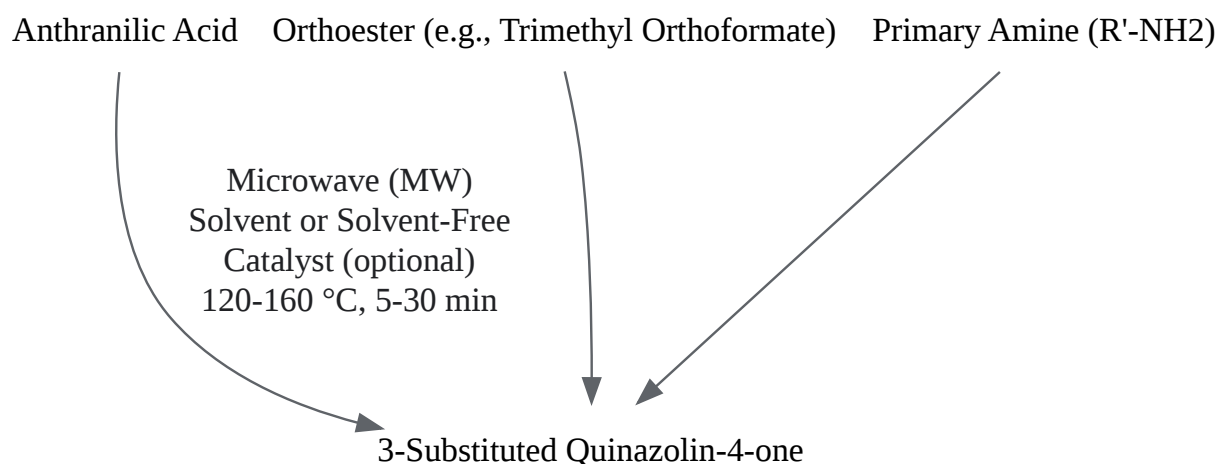 Anthranilic Acid
Orthoester (e.g., Trimethyl Orthoformate)
Primary Amine (R'-NH2)
Microwave (MW)
Solvent or Solvent-Free
Catalyst (optional)
120-160 °C, 5-30 min
3-Substituted Quinazolin-4-one